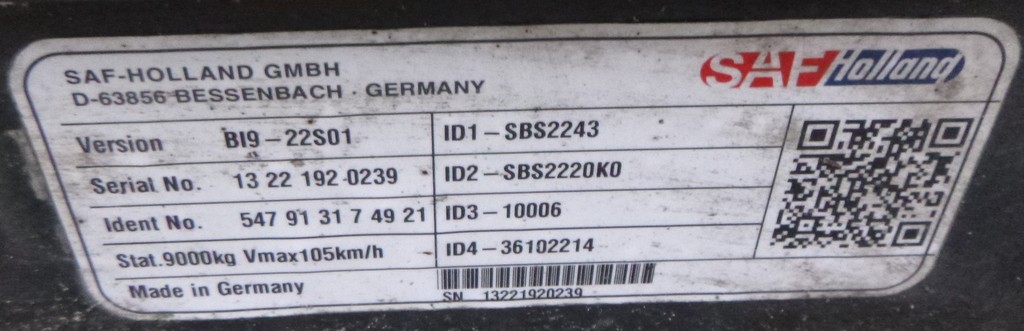 SAF-HOLLAND GMBH
D-63856 BESSENBACH · GERMANY
SAF Holland
Version BI9-22S01
Serial No. 13 22 192 0239
Ident No. 547 91 31 7 49 21
Stat.9000kg Vmax105km/h
Made in Germany
ID1-SBS2243
ID2-SBS2220K0
ID3-10006
ID4-36102214
SN 13221920239